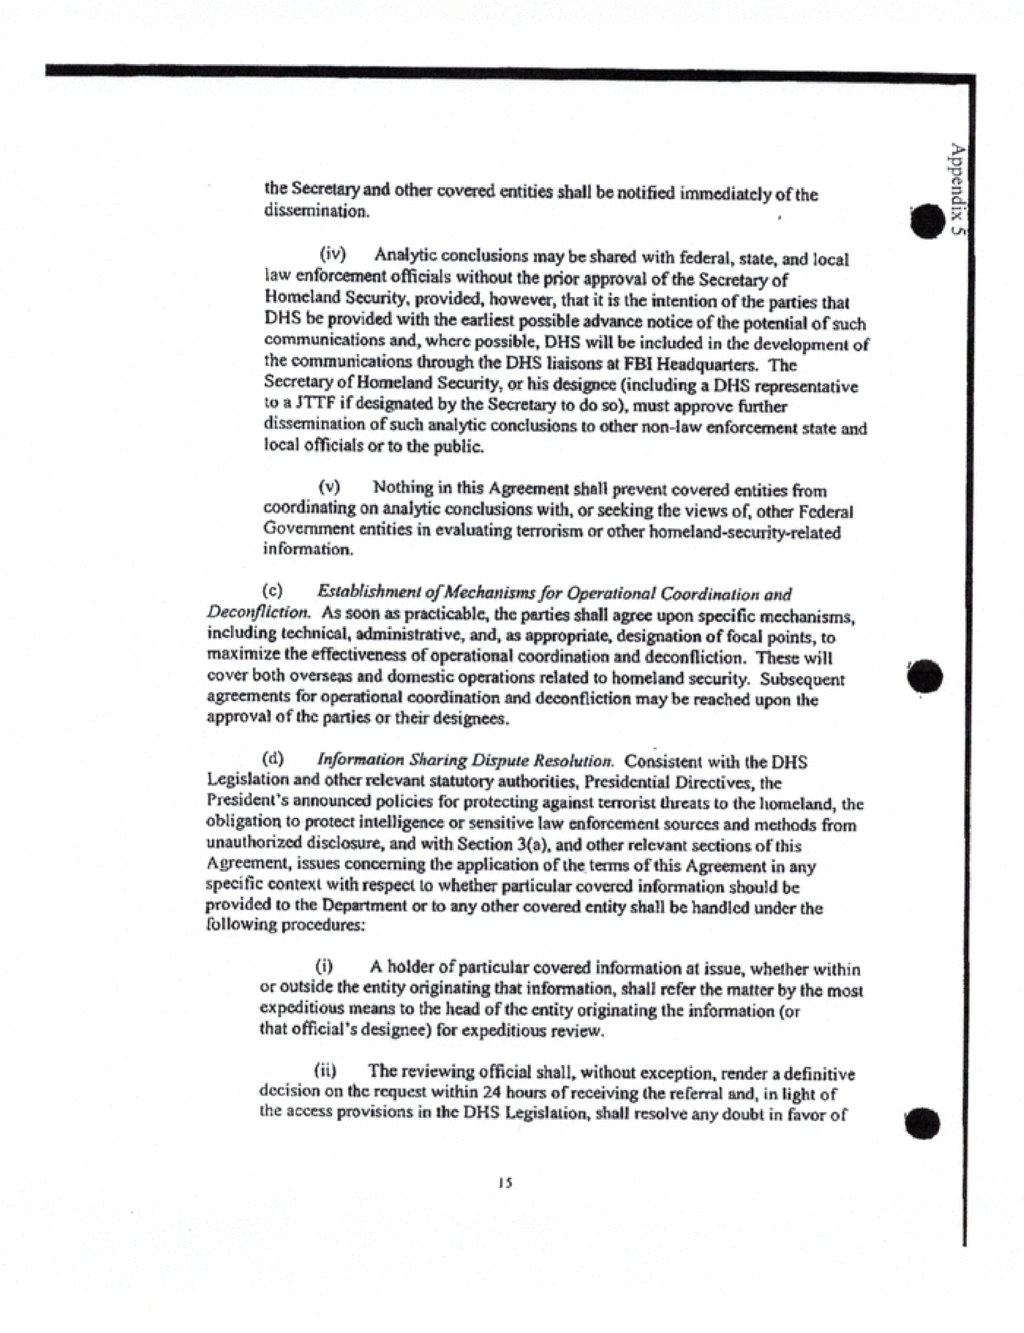 Appendix 5
the Secretary and other covered entities shall be notified immediately of the
dissemination.
(iv) Analytic conclusions may be shared with federal, state, and local
law enforcement officials without the prior approval of the Secretary of
Homeland Security, provided, however, that it is the intention of the parties that
DHS be provided with the earliest possible advance notice of the potential of such
communications and, where possible, DHS will be included in the development of
the communications through the DHS liaisons at FBI Headquarters. The
Secretary of Homeland Security, or his designee (including a DHS representative
to a JTTF if designated by the Secretary to do so), must approve further
dissemination of such analytic conclusions to other non-law enforcement state and
local officials or to the public.
(v) Nothing in this Agreement shall prevent covered entities from
coordinating on analytic conclusions with, or seeking the views of, other Federal
Government entities in evaluating terrorism or other homeland-security-related
information.
(c) Establishment of Mechanisms for Operational Coordination and
Deconfliction. As soon as practicable, the parties shall agree upon specific mechanisms,
including technical, administrative, and, as appropriate, designation of focal points, to
maximize the effectiveness of operational coordination and deconfliction. These will
cover both overseas and domestic operations related to homeland security. Subsequent
agreements for operational coordination and deconfliction may be reached upon the
approval of the parties or their designees.
(d) Information Sharing Dispute Resolution. Consistent with the DHS
Legislation and other relevant statutory authorities, Presidential Directives, the
President's announced policies for protecting against terrorist threats to the homeland, the
obligation to protect intelligence or sensitive law enforcement sources and methods from
unauthorized disclosure, and with Section 3(a), and other relevant sections of this
Agreement, issues concerning the application of the terms of this Agreement in any
specific context with respect to whether particular covered information should be
provided to the Department or to any other covered entity shall be handled under the
following procedures:
(i) A holder of particular covered information at issue, whether within
or outside the entity originating that information, shall refer the matter by the most
expeditious means to the head of the entity originating the information (or
that official's designee) for expeditious review.
(ii) The reviewing official shall, without exception, render a definitive
decision on the request within 24 hours of receiving the referral and, in light of
the access provisions in the DHS Legislation, shall resolve any doubt in favor of
15